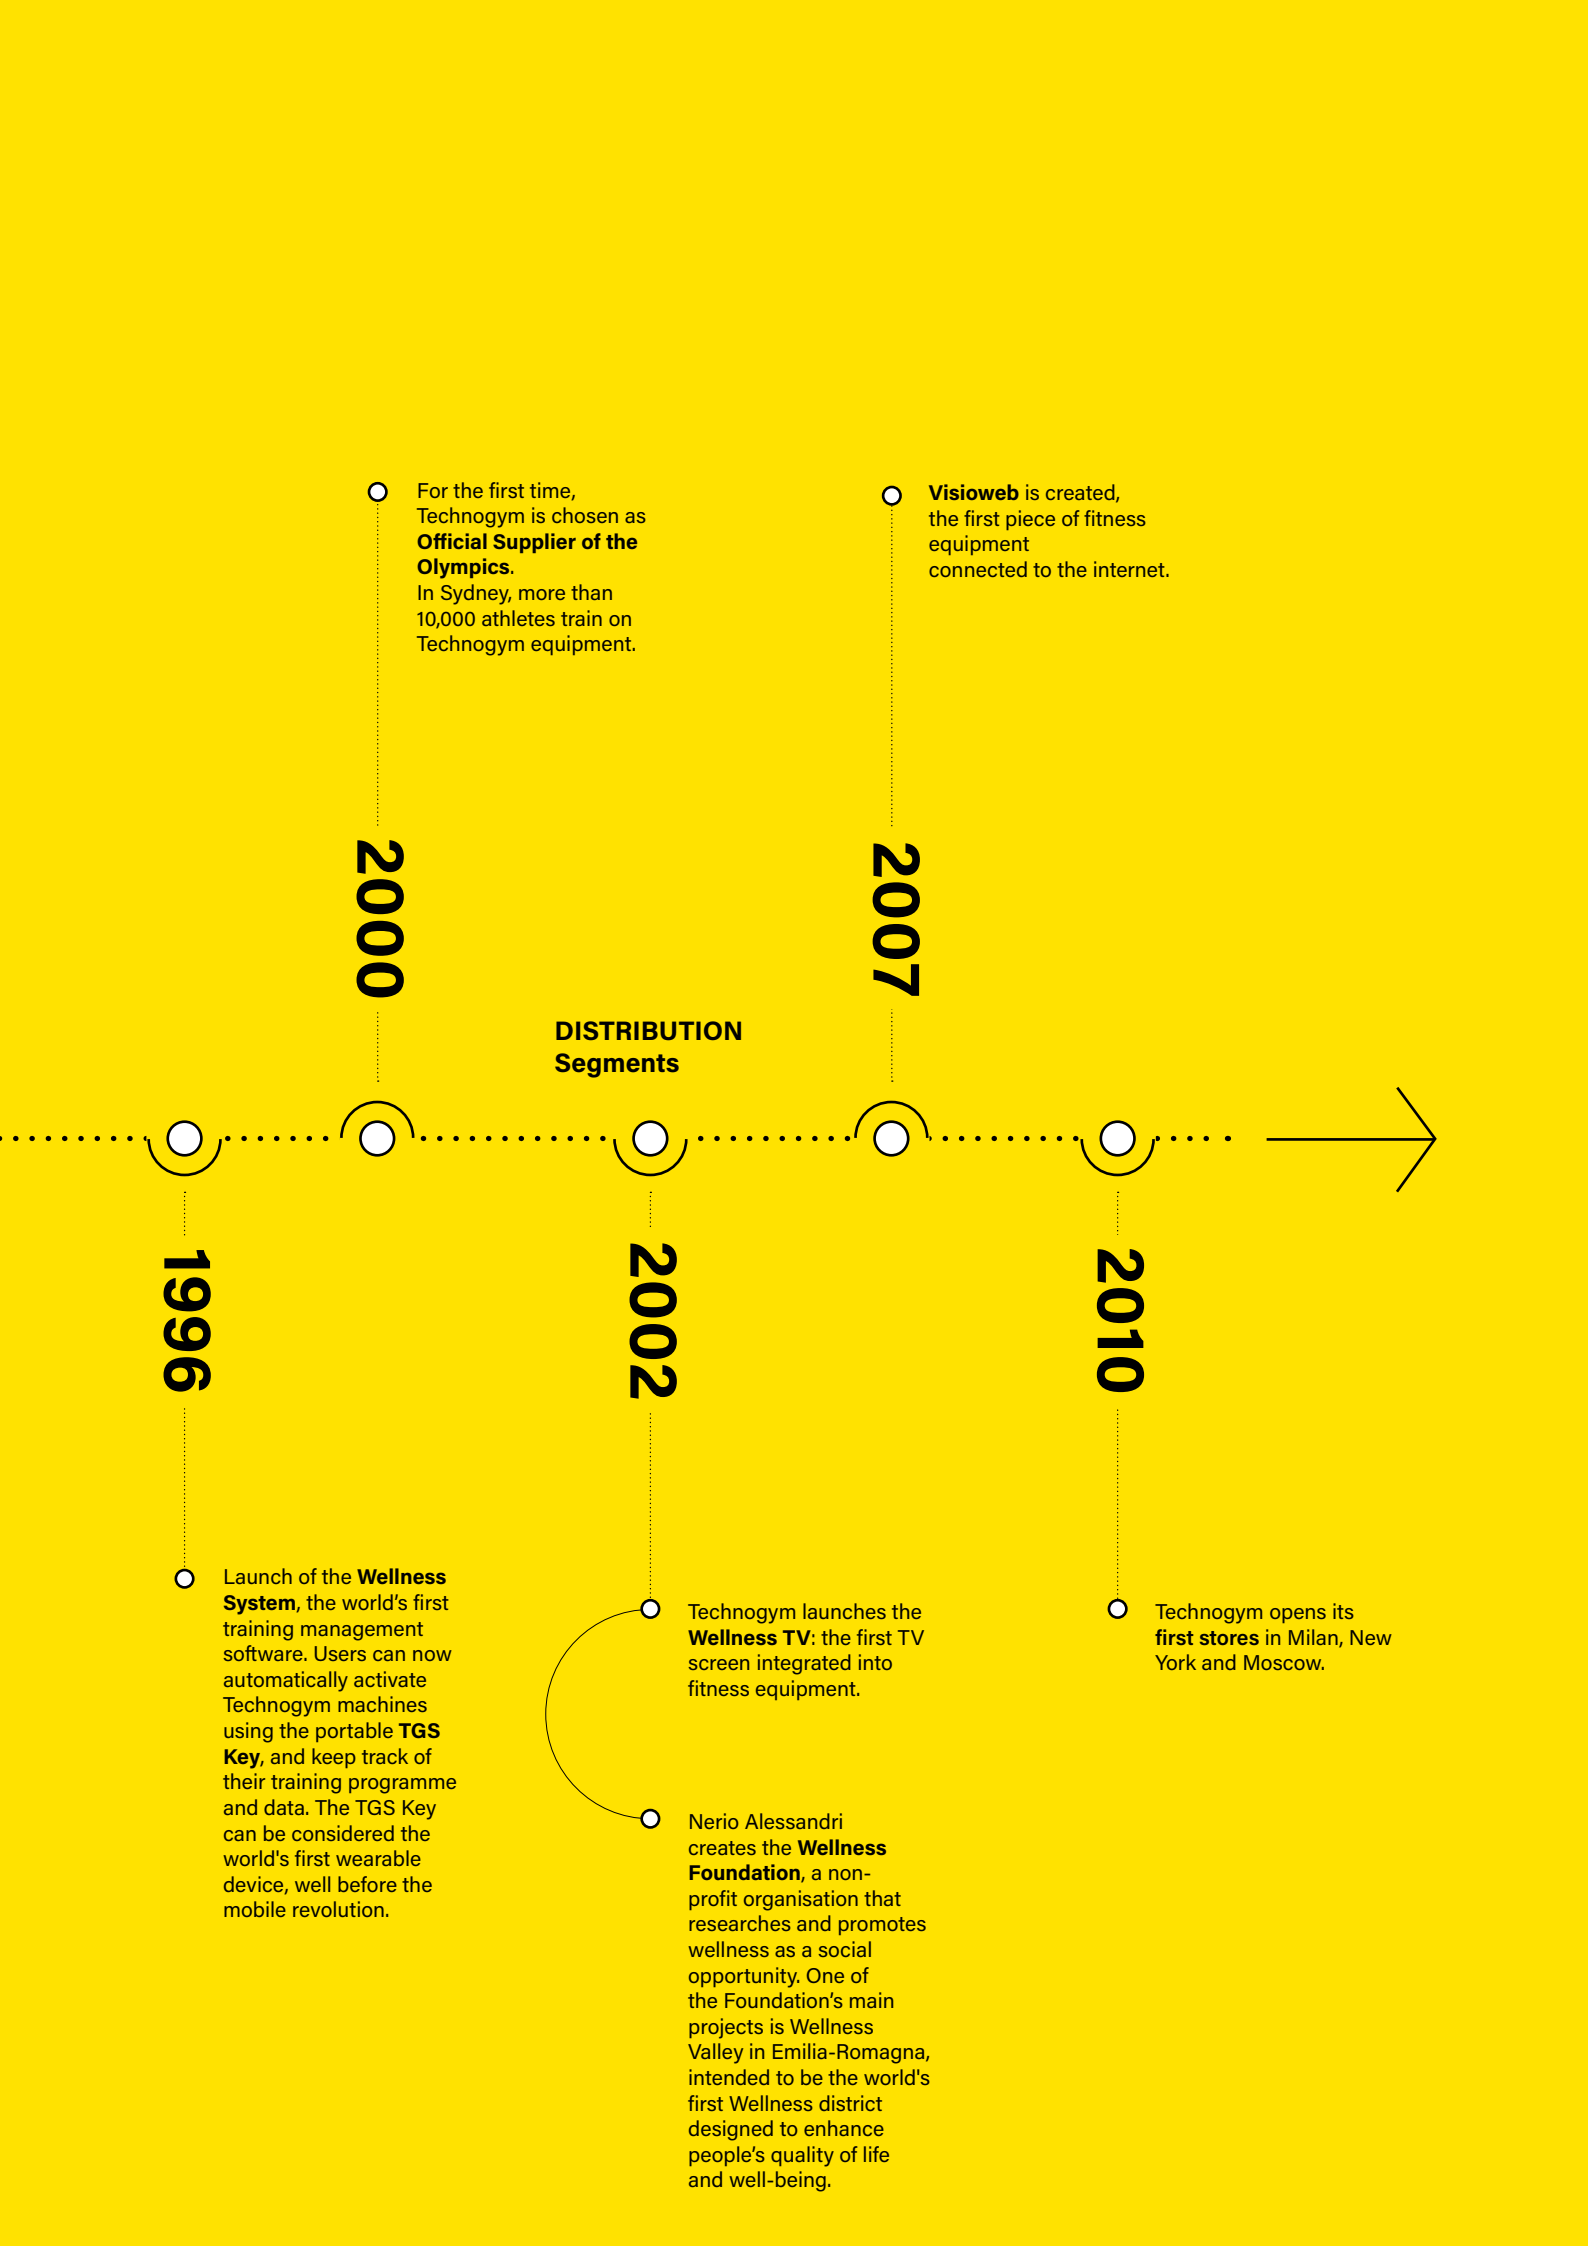 For the first time,
Technogym is chosen as
Official Supplier of the
Olympics.
In Sydney, more than
10,000 athletes train on
Technogym equipment.
Visioweb is created,
the first piece of fitness
equipment
connected to the internet.
2000
2007
DISTRIBUTION
Segments
1996
2002
2010
Launch of the Wellness
System, the world’s first
training management
software. Users can now
automatically activate
Technogym machines
using the portable TGS
Key, and keep track of
their training programme
and data. The TGS Key
can be considered the
world's first wearable
device, well before the
mobile revolution.
Technogym launches the
Wellness TV: the first TV
screen integrated into
fitness equipment.
Nerio Alessandri
creates the Wellness
Foundation, a non-
profit organisation that
researches and promotes
wellness as a social
opportunity. One of
the Foundation’s main
projects is Wellness
Valley in Emilia-Romagna,
intended to be the world's
first Wellness district
designed to enhance
people’s quality of life
and well-being.
Technogym opens its
first stores in Milan, New
York and Moscow.